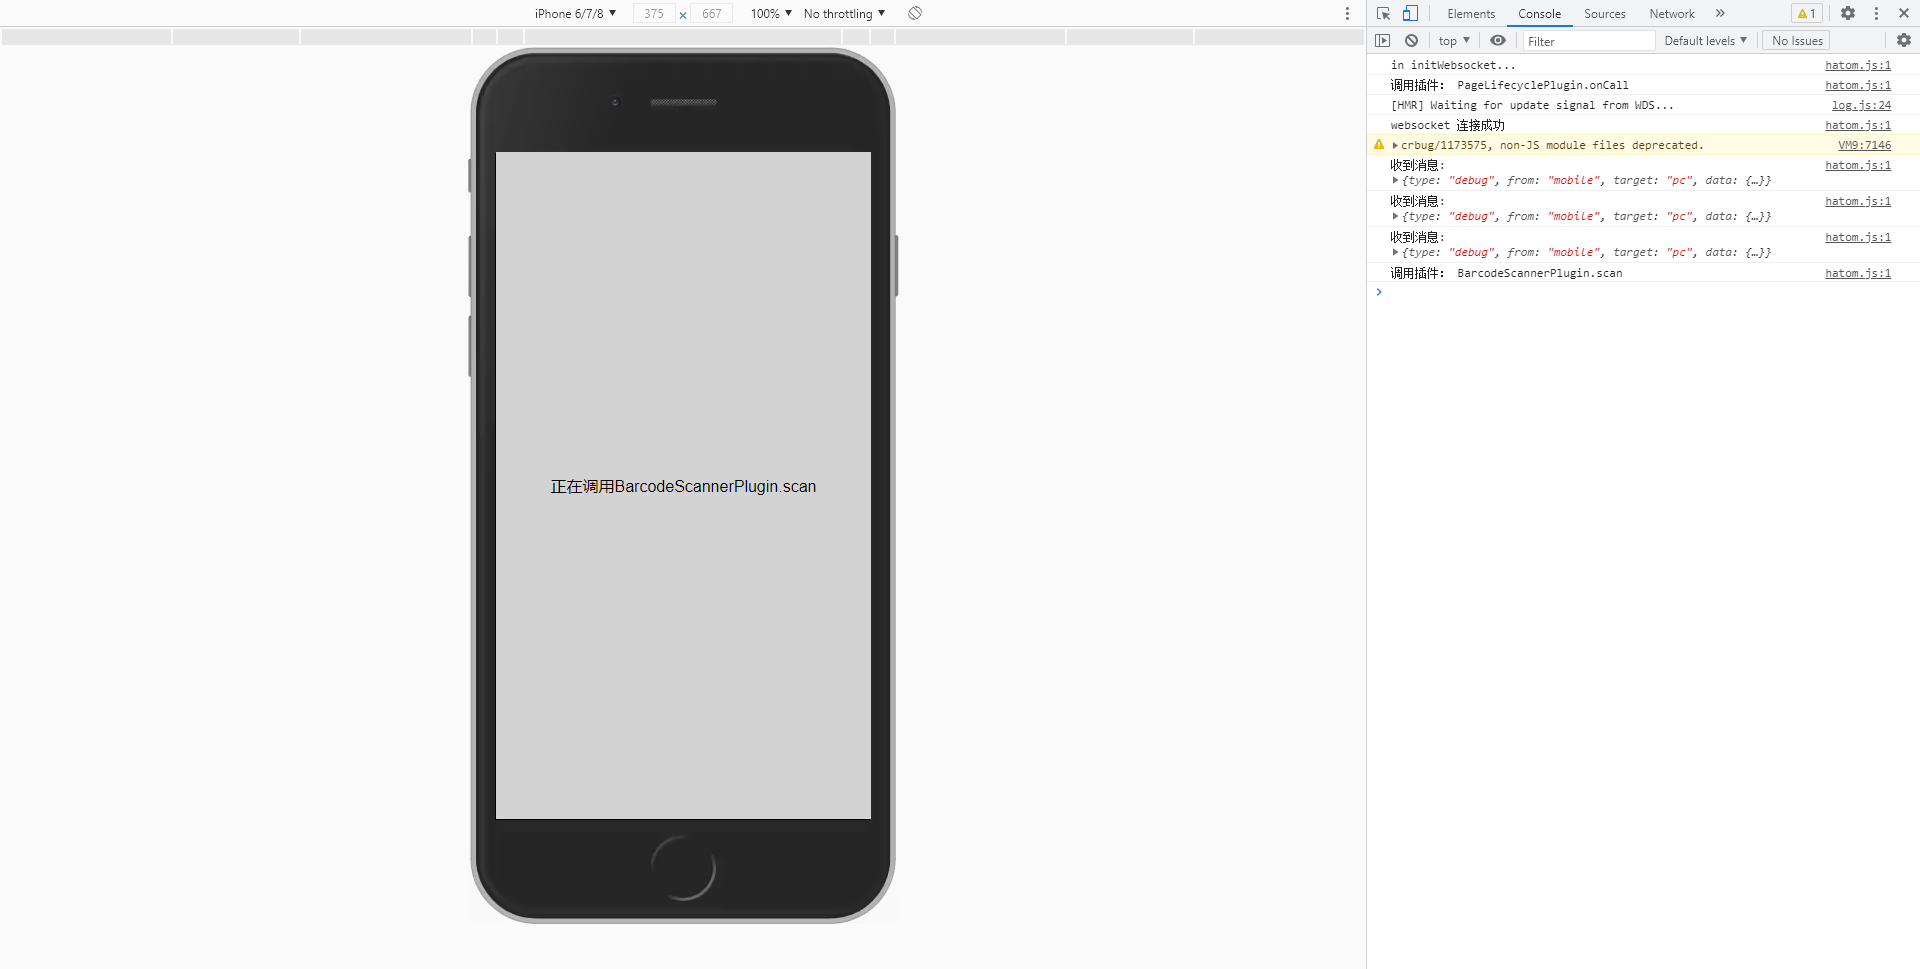 iPhone 6/7/8 ▼ 375 × 667 100% ▼ No throttling ▼
Elements Console Sources Network » 1
top ▼ Filter Default levels ▼ No Issues
in initWebsocket... hatom.js:1
调用插件: PageLifecyclePlugin.onCall hatom.js:1
[HMR] Waiting for update signal from WDS... log.js:24
websocket 连接成功 hatom.js:1
crbug/1173575, non-JS module files deprecated. VM9:7146
收到消息: hatom.js:1
{type: "debug", from: "mobile", target: "pc", data: {…}}
收到消息: hatom.js:1
{type: "debug", from: "mobile", target: "pc", data: {…}}
收到消息: hatom.js:1
{type: "debug", from: "mobile", target: "pc", data: {…}}
调用插件: BarcodeScannerPlugin.scan hatom.js:1
正在调用BarcodeScannerPlugin.scan